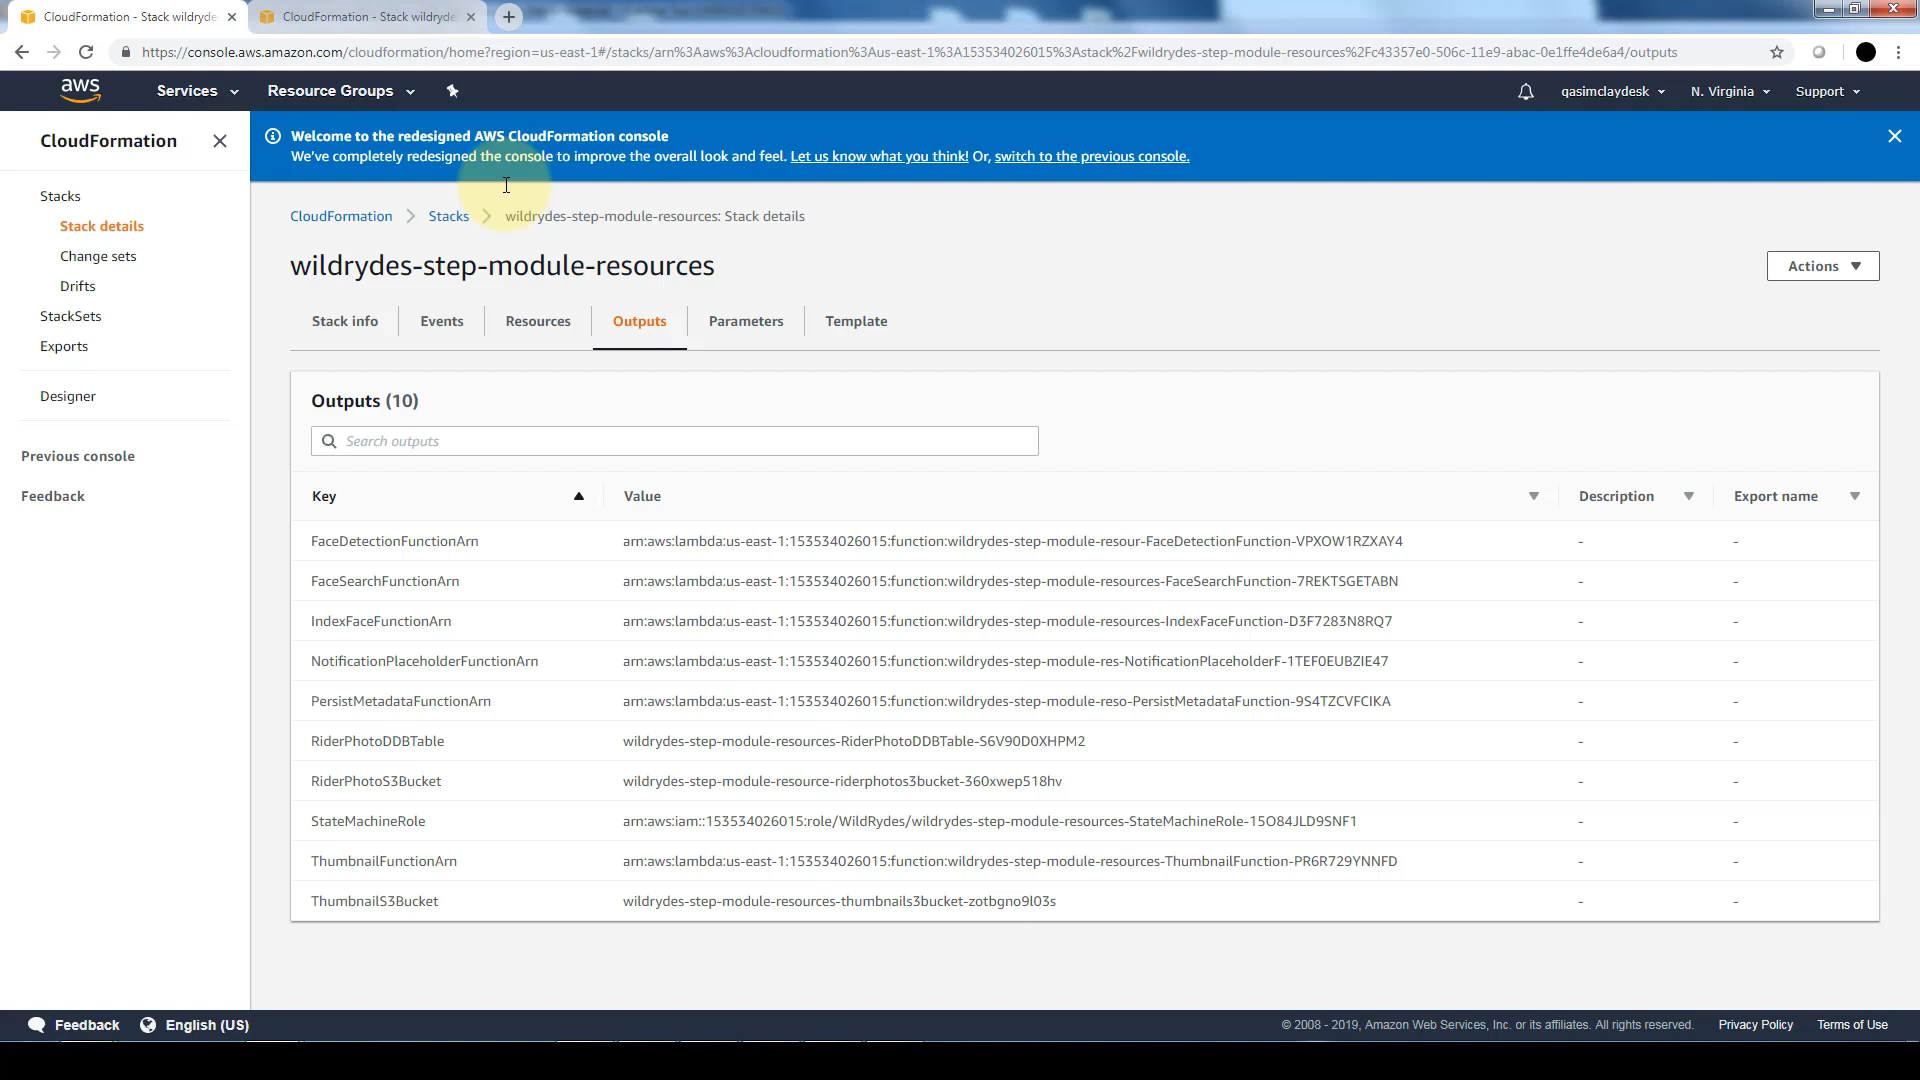 CloudFormation - Stack wildryde
CloudFormation - Stack wildryde
https://console.aws.amazon.com/cloudformation/home?region=us-east-1#/stacks/arn%3Aaws%3Acloudformation%3Aus-east-1%3A153534026015%3Astack%2Fwildrydes-step-module-resources%2Fc43357e0-506c-11e9-abac-0e1ffe4de6a4/outputs
aws
Services
Resource Groups
qasimclaydesk
N. Virginia
Support
CloudFormation
Welcome to the redesigned AWS CloudFormation console
We've completely redesigned the console to improve the overall look and feel. Let us know what you think! Or, switch to the previous console.
Stacks
Stack details
Change sets
Drifts
StackSets
Exports
Designer
Previous console
Feedback
CloudFormation > Stacks > wildrydes-step-module-resources: Stack details
wildrydes-step-module-resources
Actions
Stack info
Events
Resources
Outputs
Parameters
Template
Outputs (10)
Search outputs
Key Value Description Export name
FaceDetectionFunctionArn arn:aws:lambda:us-east-1:153534026015:function:wildrydes-step-module-resour-FaceDetectionFunction-VPXOW1RZXAY4 - -
FaceSearchFunctionArn arn:aws:lambda:us-east-1:153534026015:function:wildrydes-step-module-resources-FaceSearchFunction-7REKTSGETABN - -
IndexFaceFunctionArn arn:aws:lambda:us-east-1:153534026015:function:wildrydes-step-module-resources-IndexFaceFunction-D3F7283N8RQ7 - -
NotificationPlaceholderFunctionArn arn:aws:lambda:us-east-1:153534026015:function:wildrydes-step-module-res-NotificationPlaceholderF-1TEF0EUBZIE47 - -
PersistMetadataFunctionArn arn:aws:lambda:us-east-1:153534026015:function:wildrydes-step-module-reso-PersistMetadataFunction-9S4TZCVFCIKA - -
RiderPhotoDDBTable wildrydes-step-module-resources-RiderPhotoDDBTable-S6V90D0XHPM2 - -
RiderPhotoS3Bucket wildrydes-step-module-resource-riderphotos3bucket-360xwep518hv - -
StateMachineRole arn:aws:iam::153534026015:role/WildRydes/wildrydes-step-module-resources-StateMachineRole-15O84JLD9SNF1 - -
ThumbnailFunctionArn arn:aws:lambda:us-east-1:153534026015:function:wildrydes-step-module-resources-ThumbnailFunction-PR6R729YNNFD - -
ThumbnailS3Bucket wildrydes-step-module-resources-thumbnails3bucket-zotbgno9l03s - -
Feedback
English (US)
© 2008 - 2019, Amazon Web Services, Inc. or its affiliates. All rights reserved.
Privacy Policy
Terms of Use